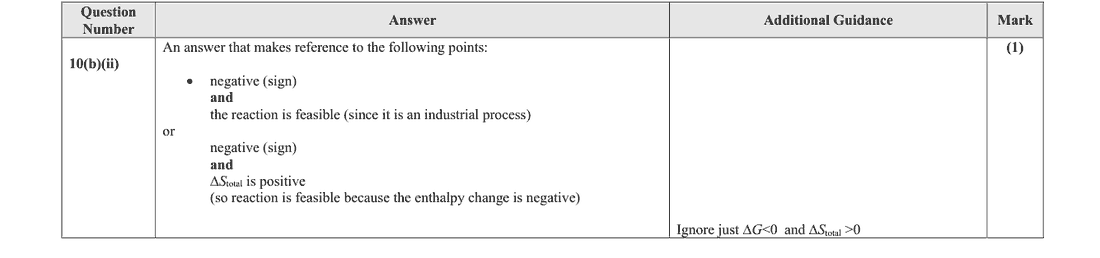 Question Number
Answer
Additional Guidance
Mark
10(b)(ii)
An answer that makes reference to the following points:
• negative (sign)
and
the reaction is feasible (since it is an industrial process)
or
negative (sign)
and
ΔStotal is positive
(so reaction is feasible because the enthalpy change is negative)
Ignore just ΔG<0 and ΔStotal >0
(1)